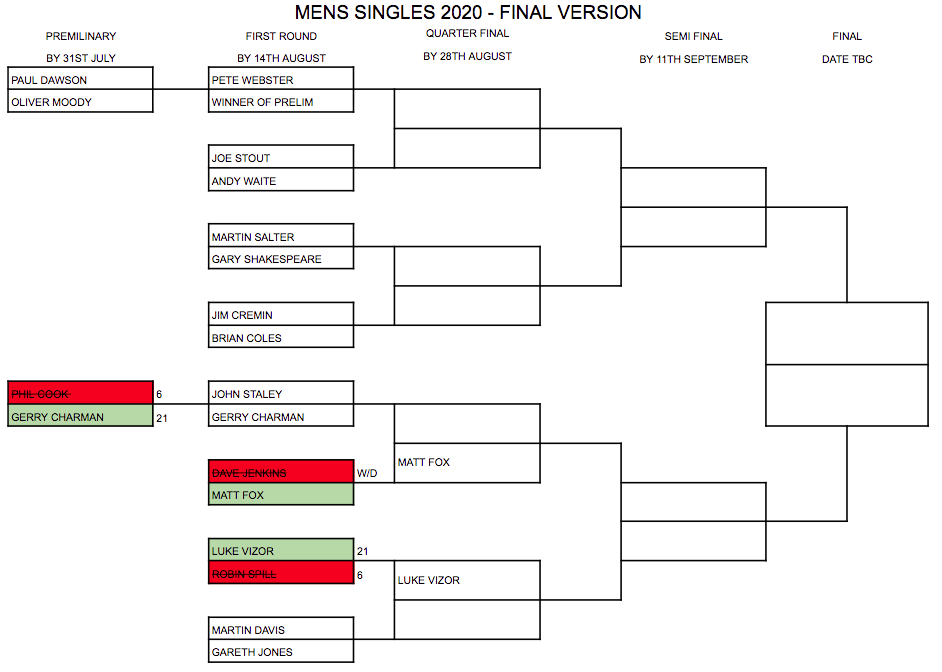 MENS SINGLES 2020 - FINAL VERSION
PREMILINARY
BY 31ST JULY
FIRST ROUND
BY 14TH AUGUST
QUARTER FINAL
BY 28TH AUGUST
SEMI FINAL
BY 11TH SEPTEMBER
FINAL
DATE TBC
PAUL DAWSON
OLIVER MOODY
PETE WEBSTER
WINNER OF PRELIM
JOE STOUT
ANDY WAITE
MARTIN SALTER
GARY SHAKESPEARE
JIM CREMIN
BRIAN COLES
PHIL COOK 6
GERRY CHARMAN 21
JOHN STALEY
GERRY CHARMAN
DAVE JENKINS W/D
MATT FOX
MATT FOX
LUKE VIZOR 21
ROBIN SPILL 6
LUKE VIZOR
MARTIN DAVIS
GARETH JONES